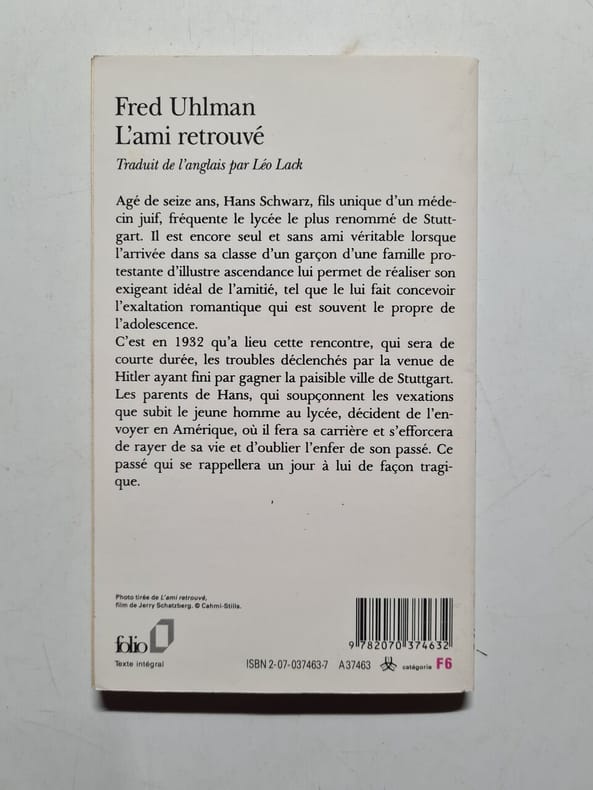 Fred Uhlman
L'ami retrouvé
Traduit de l'anglais par Léo Lack
Agé de seize ans, Hans Schwarz, fils unique d'un méde-
cin juif, fréquente le lycée le plus renommé de Stutt-
gart. Il est encore seul et sans ami véritable lorsque
l'arrivée dans sa classe d'un garçon d'une famille pro-
testante d'illustre ascendance lui permet de réaliser son
exigeant idéal de l'amitié, tel que le lui fait concevoir
l'exaltation romantique qui est souvent le propre de
l'adolescence.
C'est en 1932 qu'a lieu cette rencontre, qui sera de
courte durée, les troubles déclenchés par la venue de
Hitler ayant fini par gagner la paisible ville de Stuttgart.
Les parents de Hans, qui soupçonnent les vexations
que subit le jeune homme au lycée, décident de l'en-
voyer en Amérique, où il fera sa carrière et s'efforcera
de rayer de sa vie et d'oublier l'enfer de son passé. Ce
passé qui se rappellera un jour à lui de façon tragi-
que.
Photo tirée de L'ami retrouvé,
film de Jerry Schatzberg. © Cahmi-Stills.
folio
Texte intégral
9 782070 374632
ISBN 2-07-037463-7 A 37463 catégorie F6